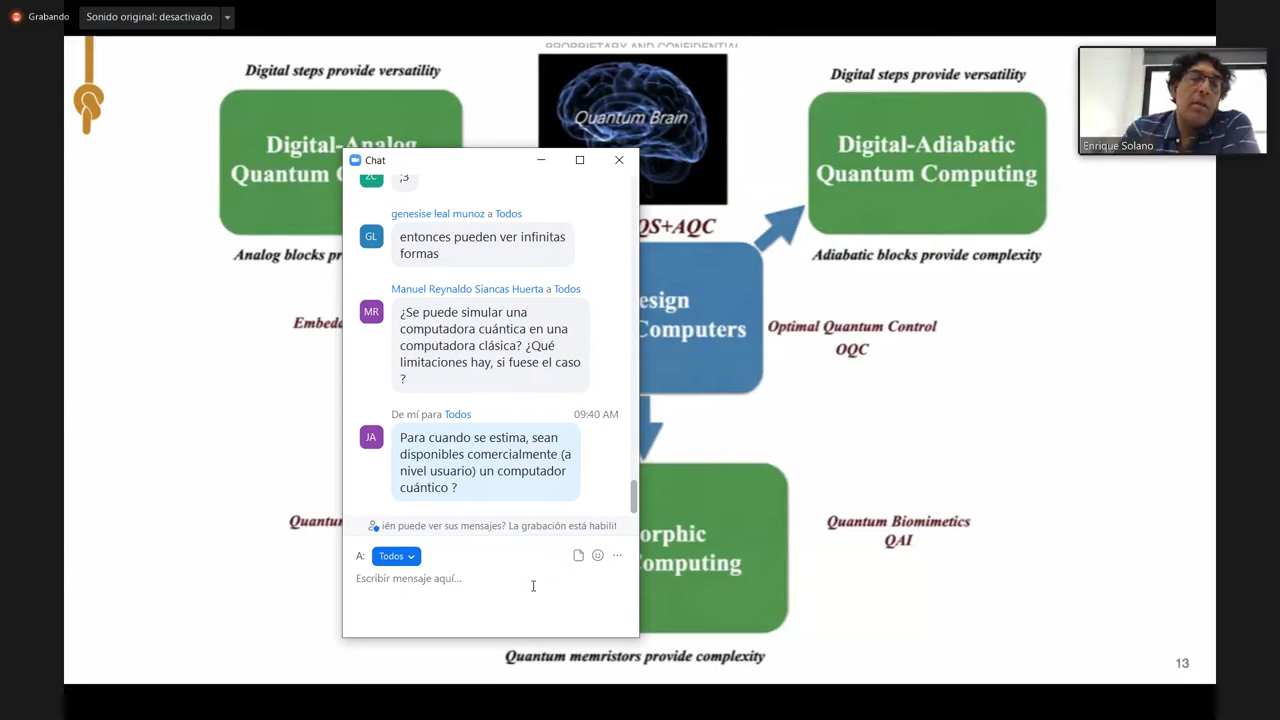 Grabando
Sonido original: desactivado
PROPRIETARY AND CONFIDENTIAL
Digital steps provide versatility
Digital-Analog
Quantum
Analog blocks
Quantum Brain
Digital steps provide versatility
Digital-Adiabatic
Quantum Computing
Adiabatic blocks provide complexity
Enrique Solano
QS+AQC
esign
Computers
Optimal Quantum Control
OQC
orphic
omputing
Quantum Biomimetics
QAI
Quantum memristors provide complexity
13
Chat
ZC
;3
genesise leal munoz a Todos
GL
entonces pueden ver infinitas
formas
Manuel Reynaldo Siancas Huerta a Todos
MR
¿Se puede simular una
computadora cuántica en una
computadora clásica? ¿Qué
limitaciones hay, si fuese el caso
?
De mí para Todos
09:40 AM
JA
Para cuando se estima, sean
disponibles comercialmente (a
nivel usuario) un computador
cuántico ?
ién puede ver sus mensajes? La grabación está habilit
A:
Todos
Escribir mensaje aquí...